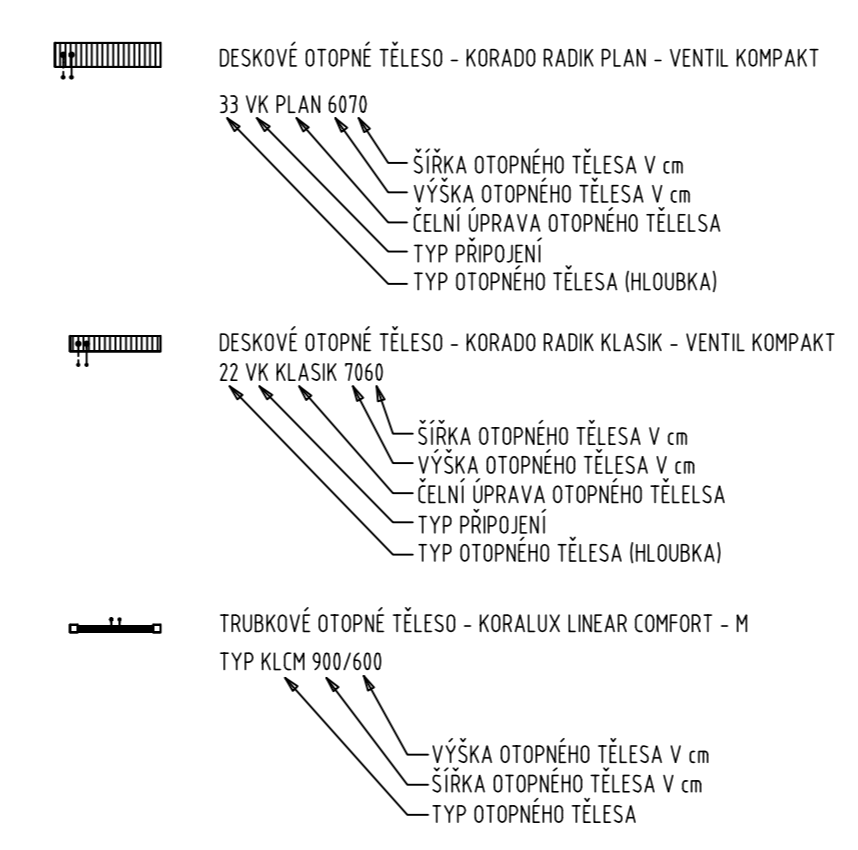 DESKOVÉ OTOPNÉ TĚLESO - KORADO RADIK PLAN - VENTIL KOMPAKT
33 VK PLAN 6070
ŠÍŘKA OTOPNÉHO TĚLESA V cm
VÝŠKA OTOPNÉHO TĚLESA V cm
ČELNÍ ÚPRAVA OTOPNÉHO TĚLELSA
TYP PŘIPOJENÍ
TYP OTOPNÉHO TĚLESA (HLOUBKA)
DESKOVÉ OTOPNÉ TĚLESO - KORADO RADIK KLASIK - VENTIL KOMPAKT
22 VK KLASIK 7060
ŠÍŘKA OTOPNÉHO TĚLESA V cm
VÝŠKA OTOPNÉHO TĚLESA V cm
ČELNÍ ÚPRAVA OTOPNÉHO TĚLELSA
TYP PŘIPOJENÍ
TYP OTOPNÉHO TĚLESA (HLOUBKA)
TRUBKOVÉ OTOPNÉ TĚLESO - KORALUX LINEAR COMFORT - M
TYP KLCM 900/600
VÝŠKA OTOPNÉHO TĚLESA V cm
ŠÍŘKA OTOPNÉHO TĚLESA V cm
TYP OTOPNÉHO TĚLESA